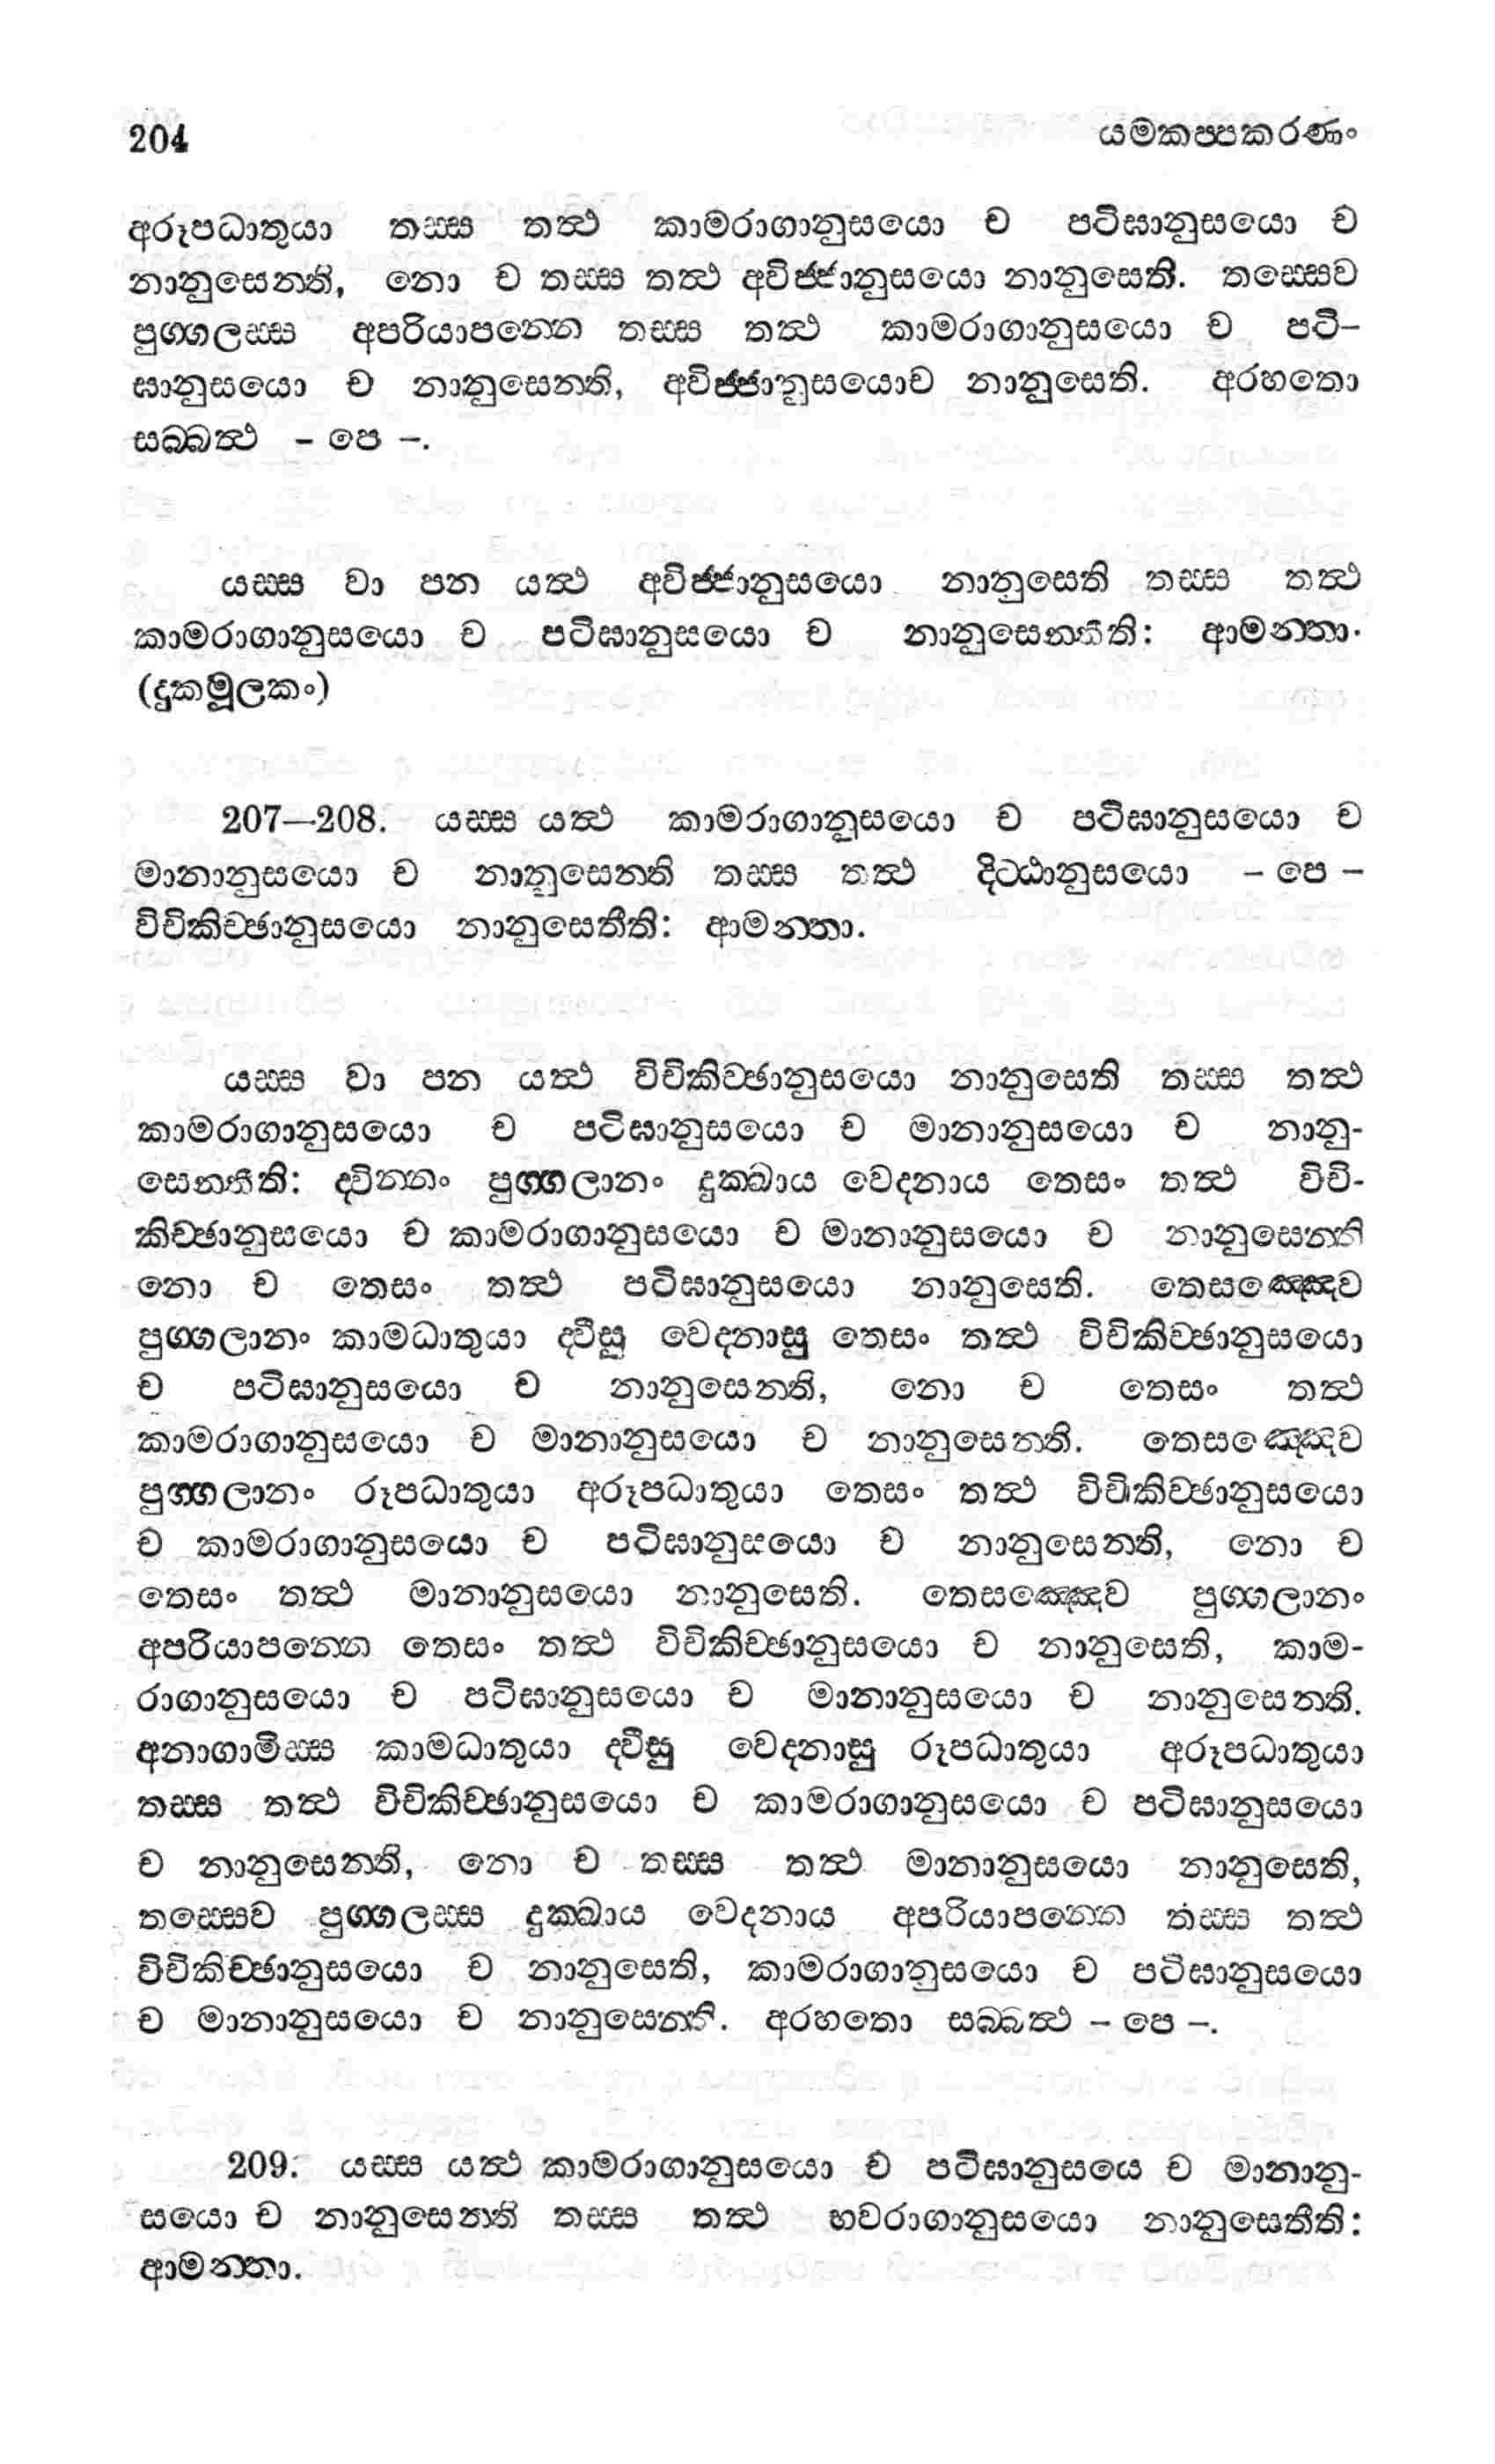 204 යමකප්පකරණං
අරූපධාතුයා තස්ස තත්ථ කාමරාගානුසයො ච පටිඝානුසයො ච
නානුසෙන්ති, නො ච තස්ස තත්ථ අවිජ්ජානුසයො නානුසෙති. තස්සෙව
පුග්ගලස්ස අපරියාපන්නෙ තස්ස තත්ථ කාමරාගානුසයො ච පටි-
ඝානුසයො ච නානුසෙන්ති, අවිජ්ජානුසයොච නානුසෙති. අරහතො
සබ්බත්ථ - පෙ -.
යස්ස වා පන යත්ථ අවිජ්ජානුසයො නානුසෙති තස්ස තත්ථ
කාමරාගානුසයො ච පටිඝානුසයො ච නානුසෙන්තීති: ආමන්තා.
(දුකමූලකං)
207—208. යස්ස යත්ථ කාමරාගානුසයො ච පටිඝානුසයො ච
මානානුසයො ච නානුසෙන්ති තස්ස තත්ථ දිට්ඨානුසයො - පෙ -
විචිකිච්ඡානුසයො නානුසෙතීති: ආමන්තා.
යස්ස වා පන යත්ථ විචිකිච්ඡානුසයො නානුසෙති තස්ස තත්ථ
කාමරාගානුසයො ච පටිඝානුසයො ච මානානුසයො ච නානු-
සෙන්තීති: ද්වින්නං පුග්ගලානං දුක්ඛාය වෙදනාය තෙසං තත්ථ විචි-
කිච්ඡානුසයො ච කාමරාගානුසයො ච මානානුසයො ච නානුසෙන්ති
නො ච තෙසං තත්ථ පටිඝානුසයො නානුසෙති. තෙසඤ්ඤෙව
පුග්ගලානං කාමධාතුයා ද්වීසු වෙදනාසු තෙසං තත්ථ විචිකිච්ඡානුසයො
ච පටිඝානුසයො ච නානුසෙන්ති, නො ච තෙසං තත්ථ
කාමරාගානුසයො ච මානානුසයො ච නානුසෙන්ති. තෙසඤ්ඤෙව
පුග්ගලානං රූපධාතුයා අරූපධාතුයා තෙසං තත්ථ විචිකිච්ඡානුසයො
ච කාමරාගානුසයො ච පටිඝානුසයො ච නානුසෙන්ති, නො ච
තෙසං තත්ථ මානානුසයො නානුසෙති. තෙසඤ්ඤෙව පුග්ගලානං
අපරියාපන්නෙ තෙසං තත්ථ විචිකිච්ඡානුසයො ච නානුසෙති, කාම-
රාගානුසයො ච පටිඝානුසයො ච මානානුසයො ච නානුසෙන්ති.
අනාගාමිස්ස කාමධාතුයා ද්වීසු වෙදනාසු රූපධාතුයා අරූපධාතුයා
තස්ස තත්ථ විචිකිච්ඡානුසයො ච කාමරාගානුසයො ච පටිඝානුසයො
ච නානුසෙන්ති, නො ච තස්ස තත්ථ මානානුසයො නානුසෙති,
තස්සෙව පුග්ගලස්ස දුක්ඛාය වෙදනාය අපරියාපන්නෙ තස්ස තත්ථ
විචිකිච්ඡානුසයො ච නානුසෙති, කාමරාගානුසයො ච පටිඝානුසයො
ච මානානුසයො ච නානුසෙන්ති. අරහතො සබ්බත්ථ - පෙ -.
209. යස්ස යත්ථ කාමරාගානුසයො ච පටිඝානුසයෙ ච මානානු-
සයො ච නානුසෙන්ති තස්ස තත්ථ භවරාගානුසයො නානුසෙතීති:
ආමන්තා.